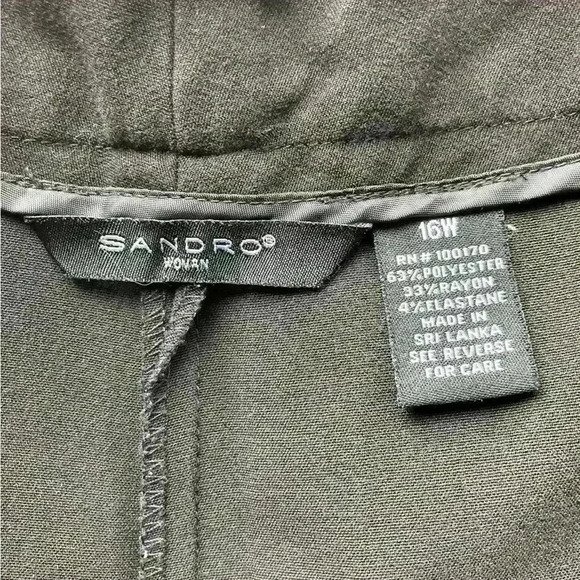 SANDRO®
WOMAN
16W
RN# 100170
63% POLYESTER
33% RAYON
4% ELASTANE
MADE IN
SRI LANKA
SEE REVERSE
FOR CARE